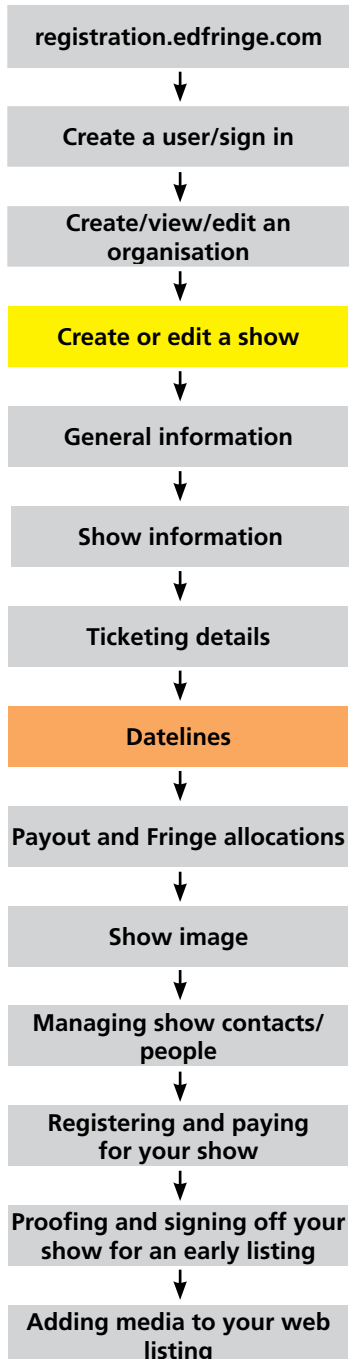 registration.edfringe.com
Create a user/sign in
Create/view/edit an
organisation
Create or edit a show
General information
Show information
Ticketing details
Datelines
Payout and Fringe allocations
Show image
Managing show contacts/
people
Registering and paying
for your show
Proofing and signing off your
show for an early listing
Adding media to your web
listing